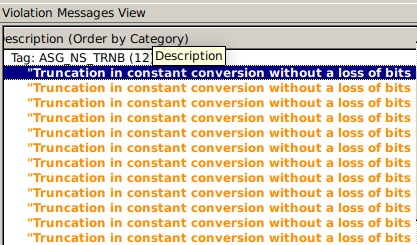 Violation Messages View
escription (Order by Category)
Tag: ASG_NS_TRNB (12
Description
"Truncation in constant conversion without a loss of bits
"Truncation in constant conversion without a loss of bits
"Truncation in constant conversion without a loss of bits
"Truncation in constant conversion without a loss of bits
"Truncation in constant conversion without a loss of bits
"Truncation in constant conversion without a loss of bits
"Truncation in constant conversion without a loss of bits
"Truncation in constant conversion without a loss of bits
"Truncation in constant conversion without a loss of bits
"Truncation in constant conversion without a loss of bits
"Truncation in constant conversion without a loss of bits
"Truncation in constant conversion without a loss of bits